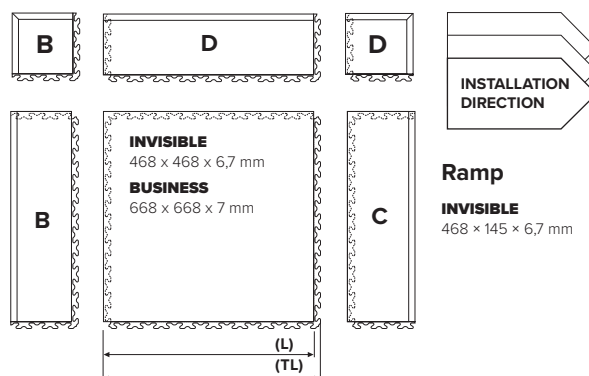 B
D
D
INSTALLATION
DIRECTION
INVISIBLE
468 x 468 x 6,7 mm
BUSINESS
668 x 668 x 7 mm
B
C
Ramp
INVISIBLE
468 × 145 × 6,7 mm
(L)
(TL)